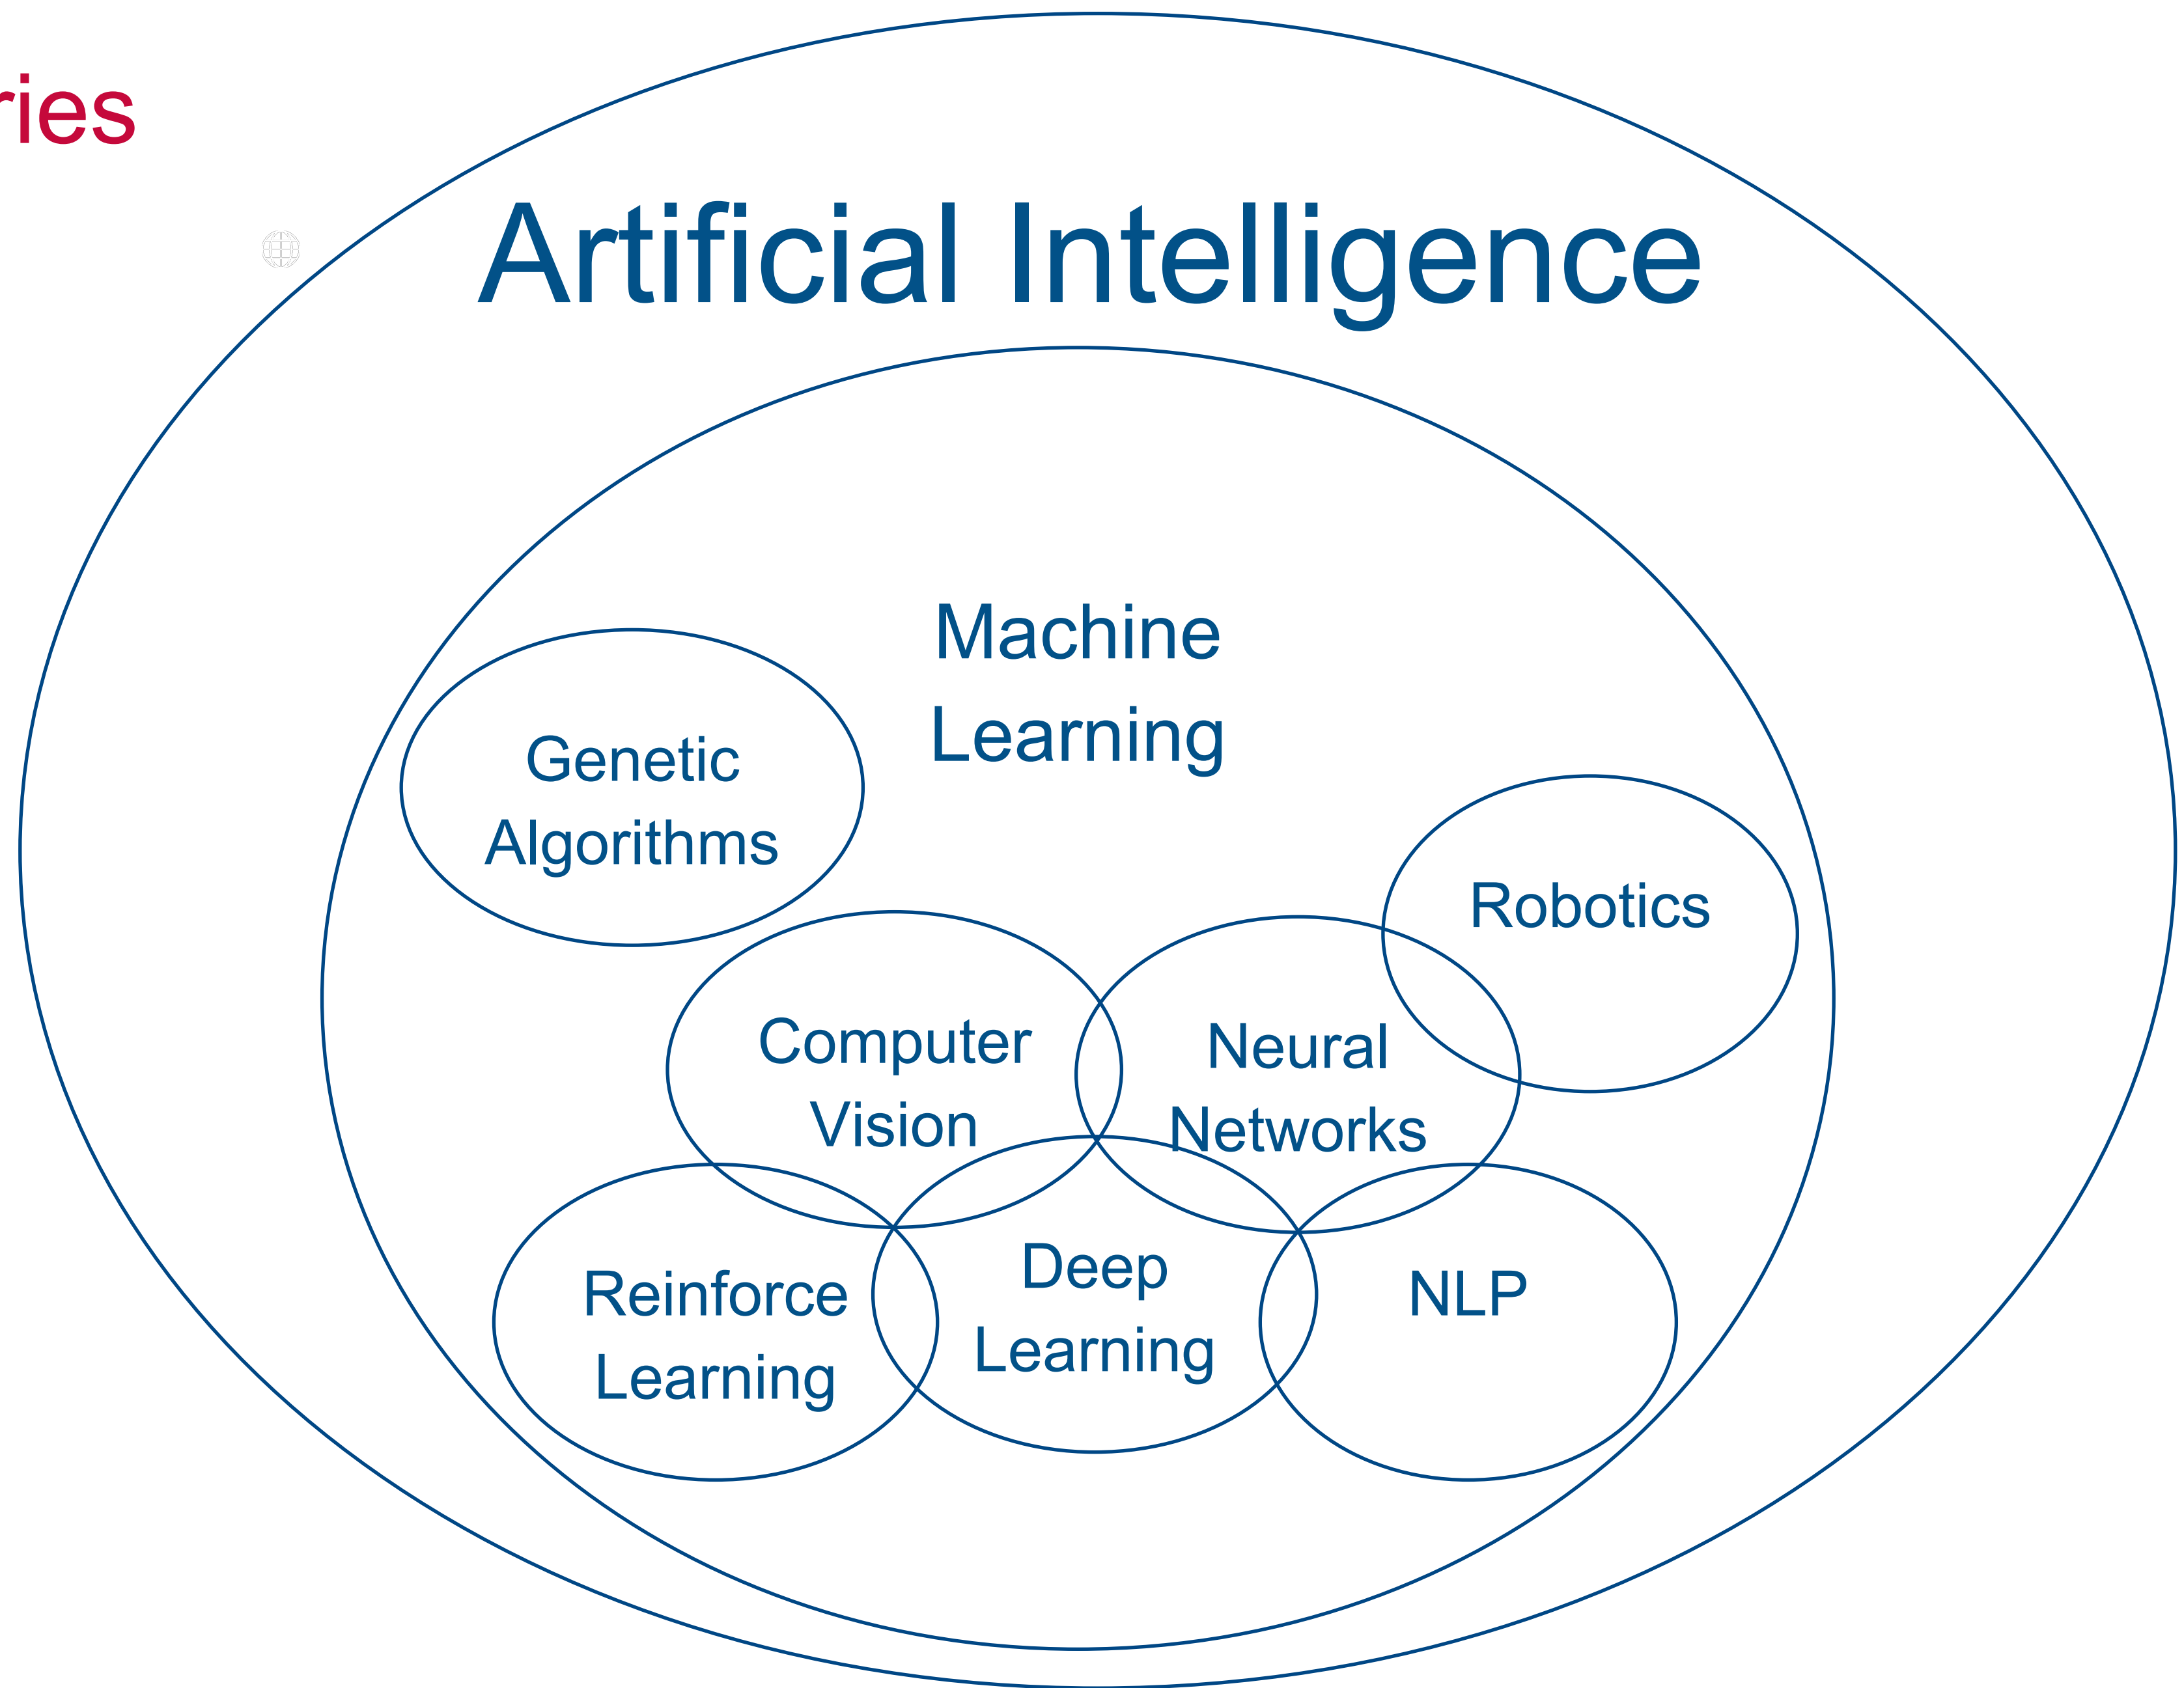 ries
Artificial Intelligence
Machine
Learning
Genetic
Algorithms
Robotics
Computer
Vision
Neural
Networks
Reinforce
Learning
Deep
Learning
NLP